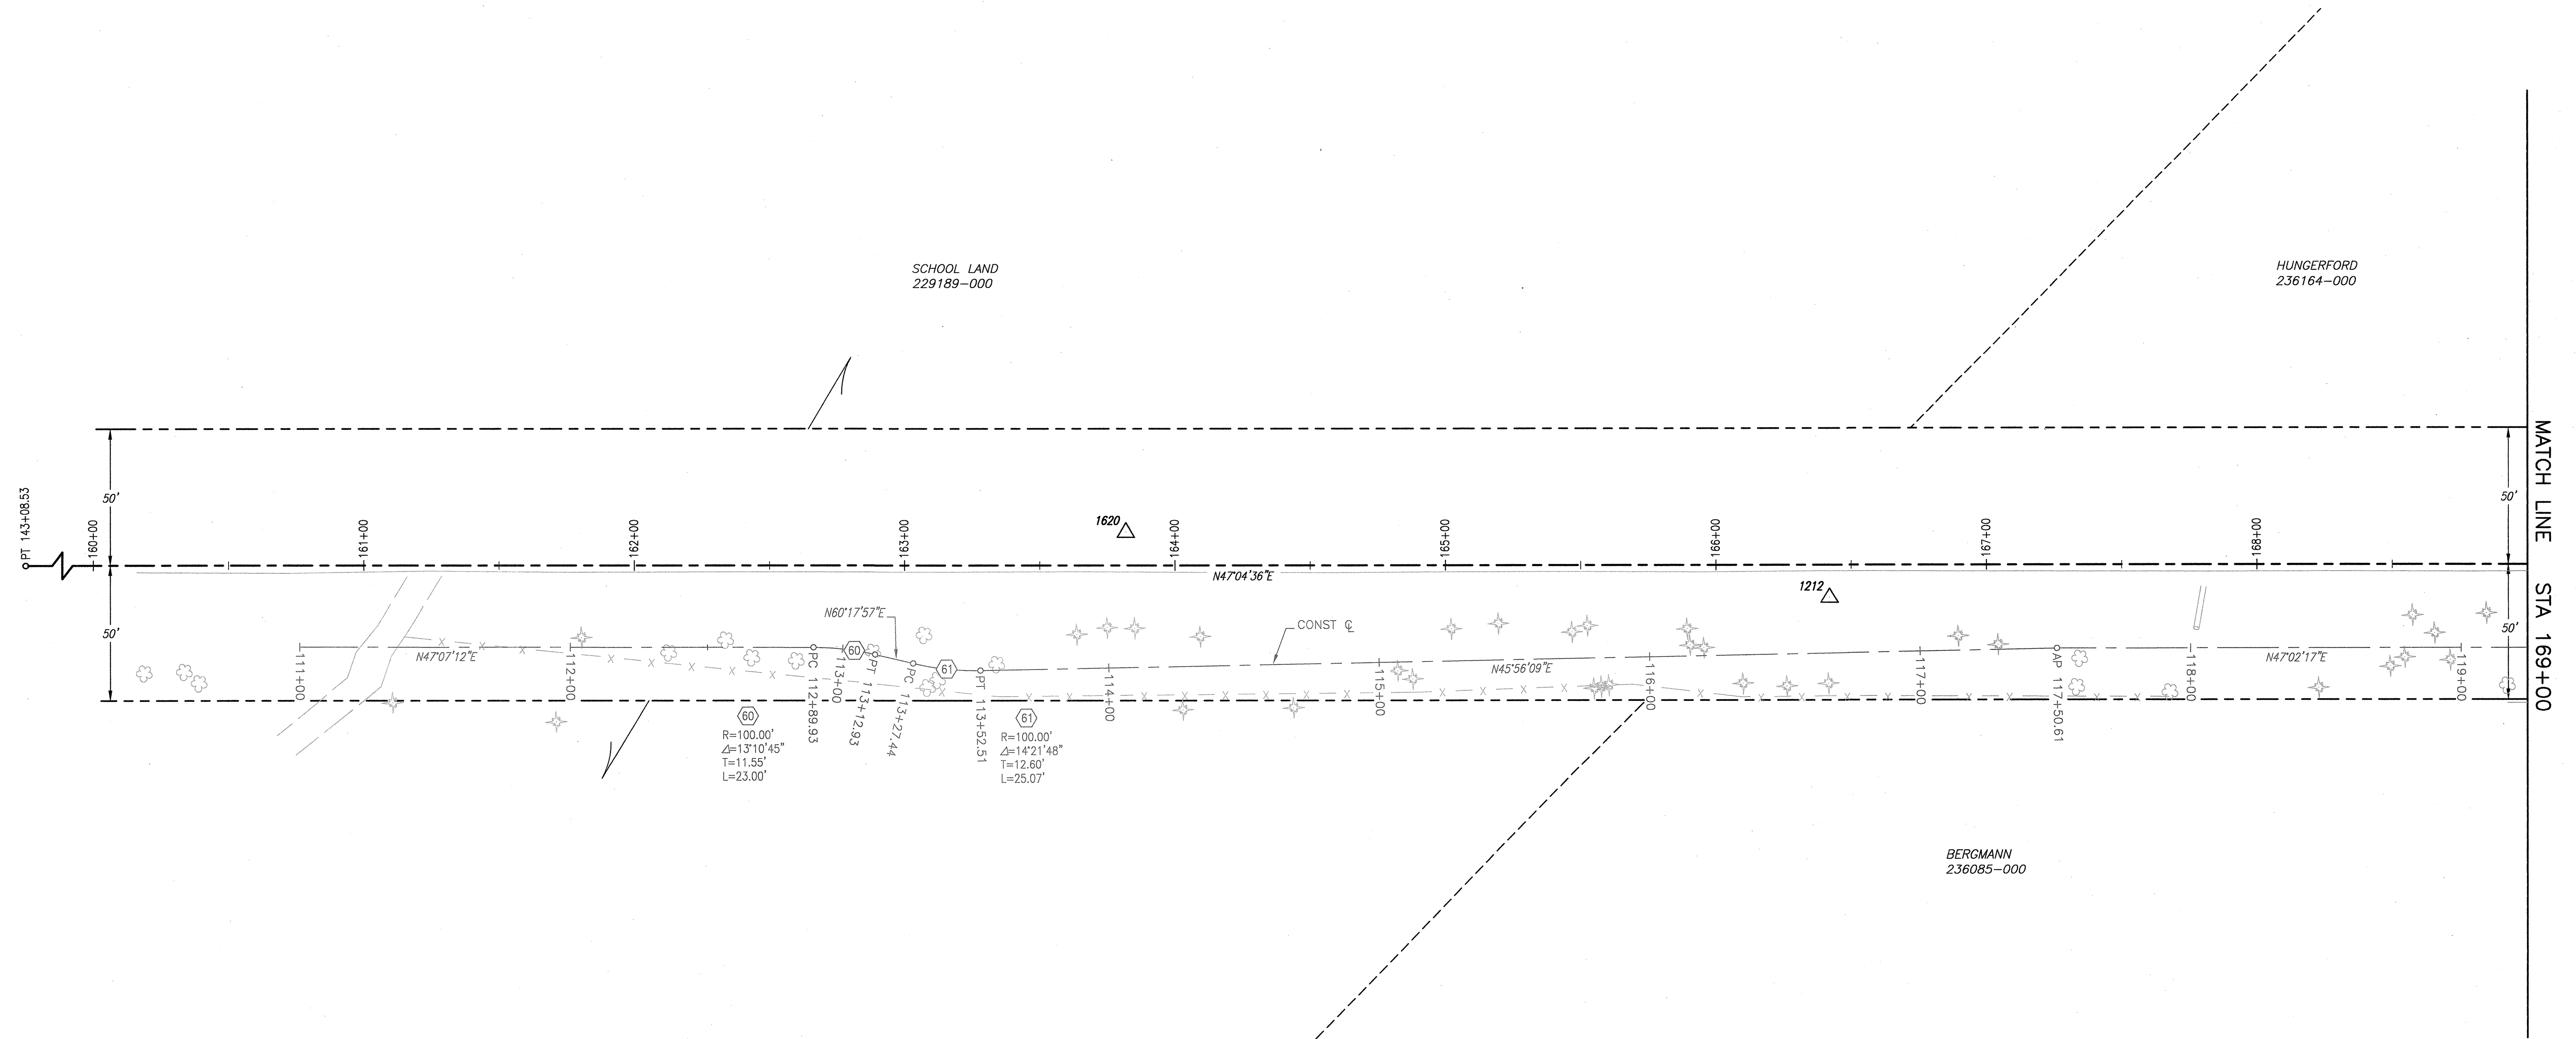 SCHOOL LAND
229189-000
HUNGERFORD
236164-000
MATCH LINE STA 169+00
50'
50'
PT 143+08.53
160+00
161+00
162+00
163+00
1620
164+00
165+00
166+00
167+00
168+00
N47°04'36"E
1212
50'
50'
N60°17'57"E
CONST ℄
N47°07'12"E
N45°56'09"E
N47°02'17"E
111+00
112+00
PC 112+89.93
113+00
60
PT 113+12.93
PC 113+27.44
61
PT 113+52.51
114+00
115+00
116+00
117+00
AP 117+50.61
118+00
119+00
60
R=100.00'
Δ=13°10'45"
T=11.55'
L=23.00'
61
R=100.00'
Δ=14°21'48"
T=12.60'
L=25.07'
BERGMANN
236085-000